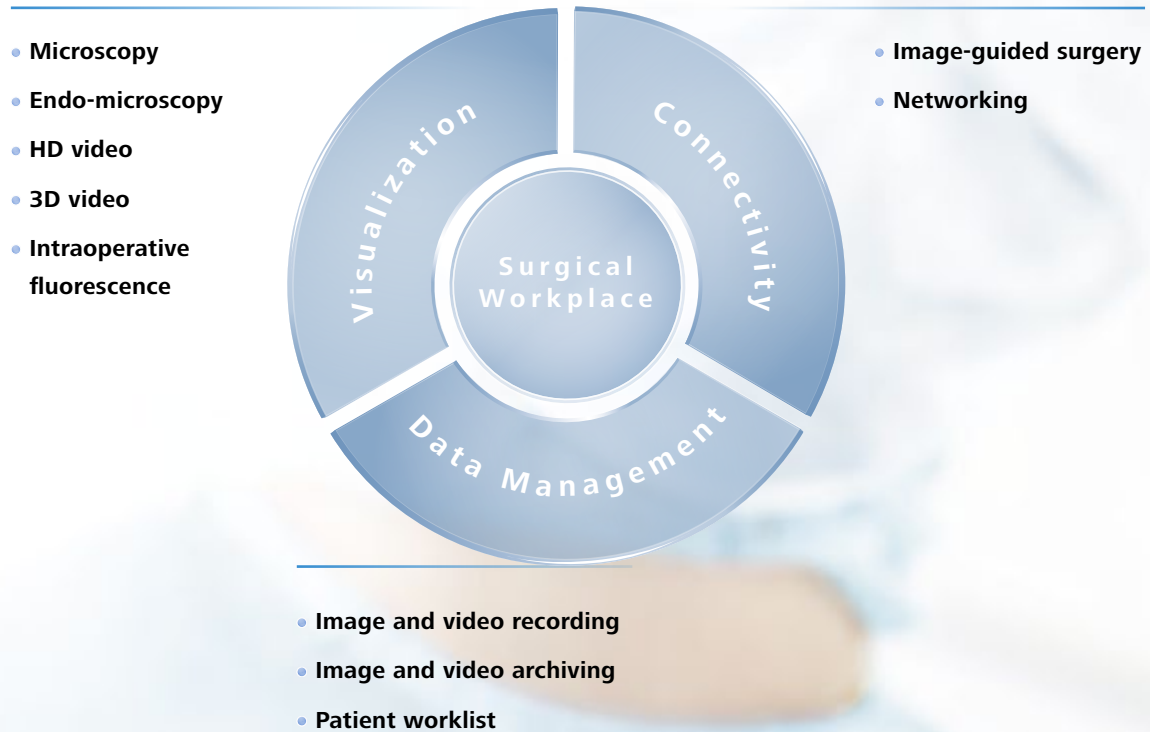 Microscopy
Endo-microscopy
HD video
3D video
Intraoperative
fluorescence
Visualization
Connectivity
Surgical
Workplace
Data Management
Image-guided surgery
Networking
Image and video recording
Image and video archiving
Patient worklist